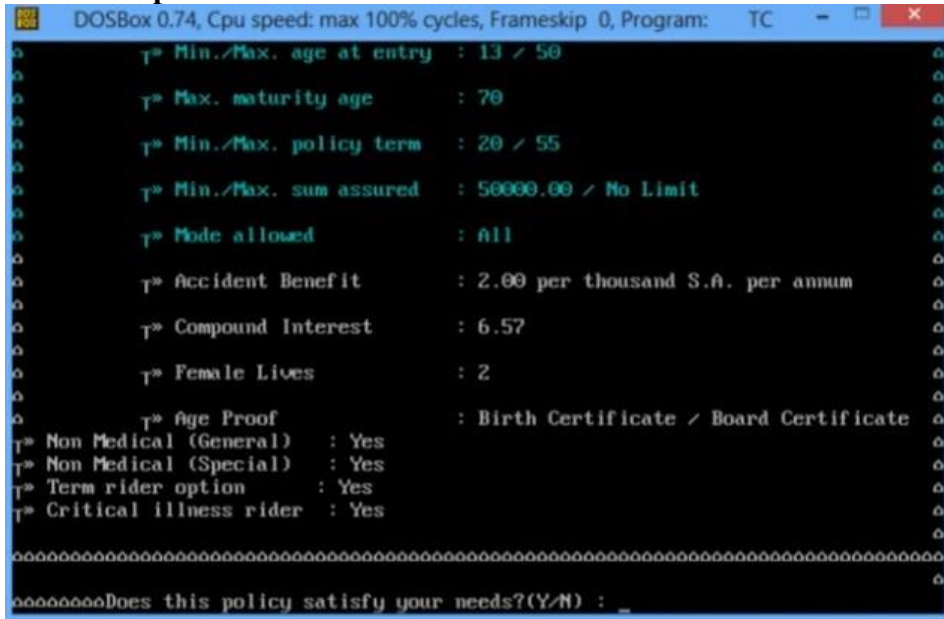 DOSBox 0.74, Cpu speed: max 100% cycles, Frameskip 0, Program: TC
╤» Min./Max. age at entry : 13 / 50
╤» Max. maturity age : 70
╤» Min./Max. policy term : 20 / 55
╤» Min./Max. sum assured : 50000.00 / No Limit
╤» Mode allowed : All
╤» Accident Benefit : 2.00 per thousand S.A. per annum
╤» Compound Interest : 6.57
╤» Female Lives : 2
╤» Age Proof : Birth Certificate / Board Certificate
╤» Non Medical (General) : Yes
╤» Non Medical (Special) : Yes
╤» Term rider option : Yes
╤» Critical illness rider : Yes
Does this policy satisfy your needs?(Y/N) : _